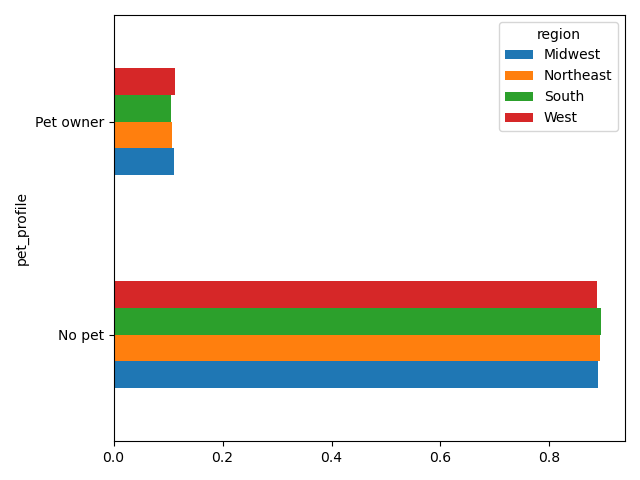 region
Midwest
Northeast
South
West
pet_profile
Pet owner
No pet
0.0 0.2 0.4 0.6 0.8